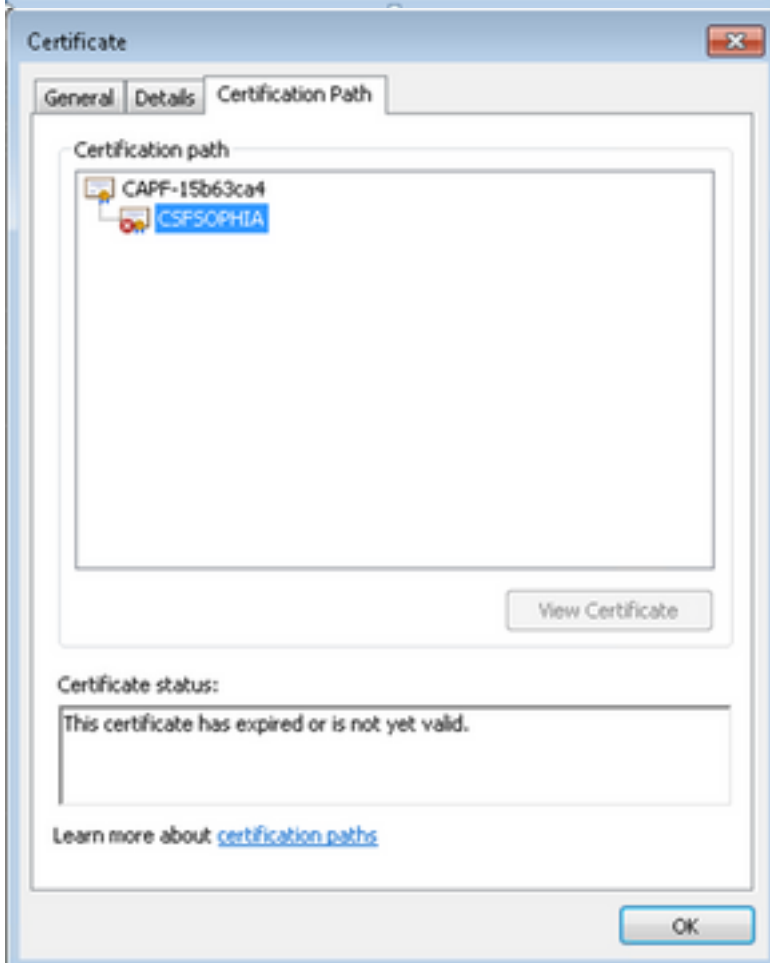 Certificate
General Details Certification Path
Certification path
CAPF-15b63ca4
CSFSOPHIA
View Certificate
Certificate status:
This certificate has expired or is not yet valid.
Learn more about certification paths
OK